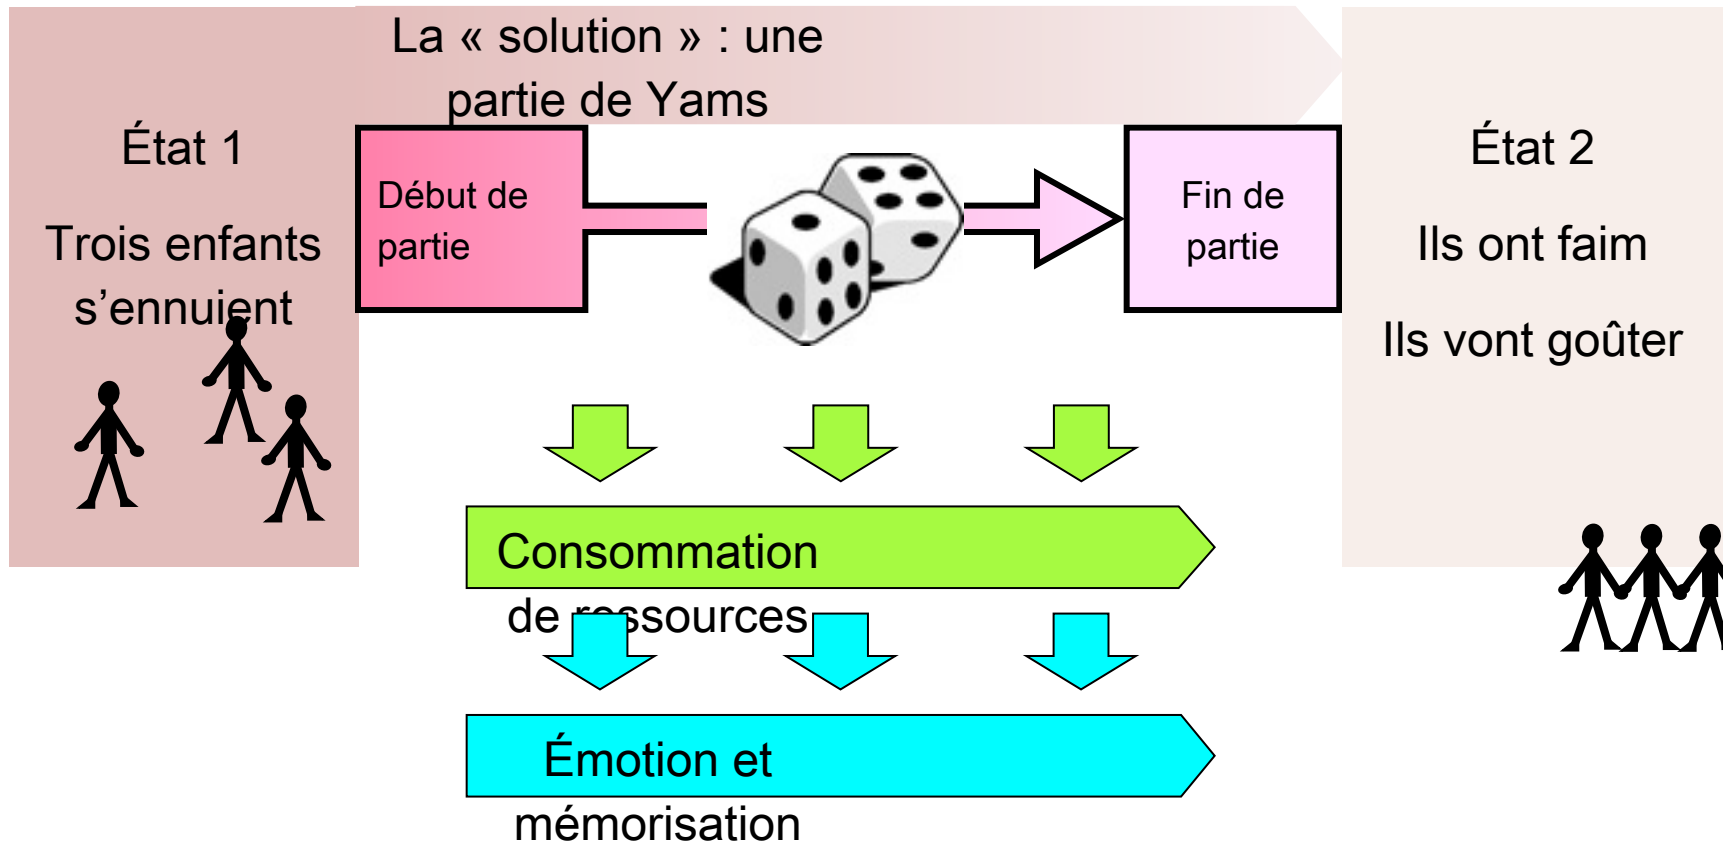 La « solution » : une
partie de Yams
État 1
Trois enfants
s’ennuient
Début de
partie
Fin de
partie
État 2
Ils ont faim
Ils vont goûter
Consommation
de ressources
Émotion et
mémorisation